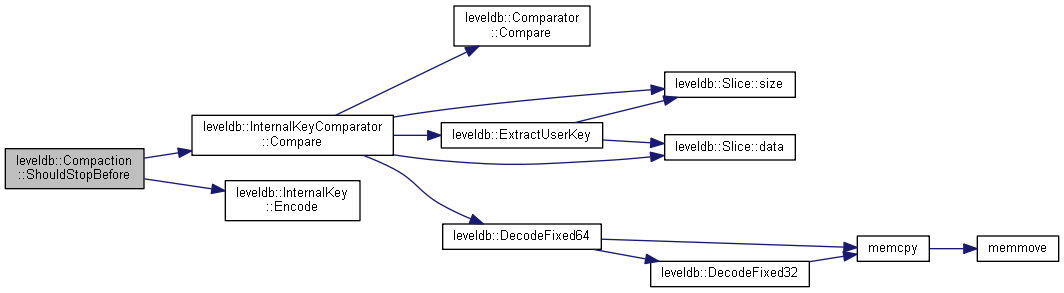 leveldb::Comparator
::Compare
leveldb::Slice::size
leveldb::InternalKeyComparator
::Compare
leveldb::ExtractUserKey
leveldb::Slice::data
leveldb::Compaction
::ShouldStopBefore
leveldb::InternalKey
::Encode
leveldb::DecodeFixed64
memcpy
memmove
leveldb::DecodeFixed32